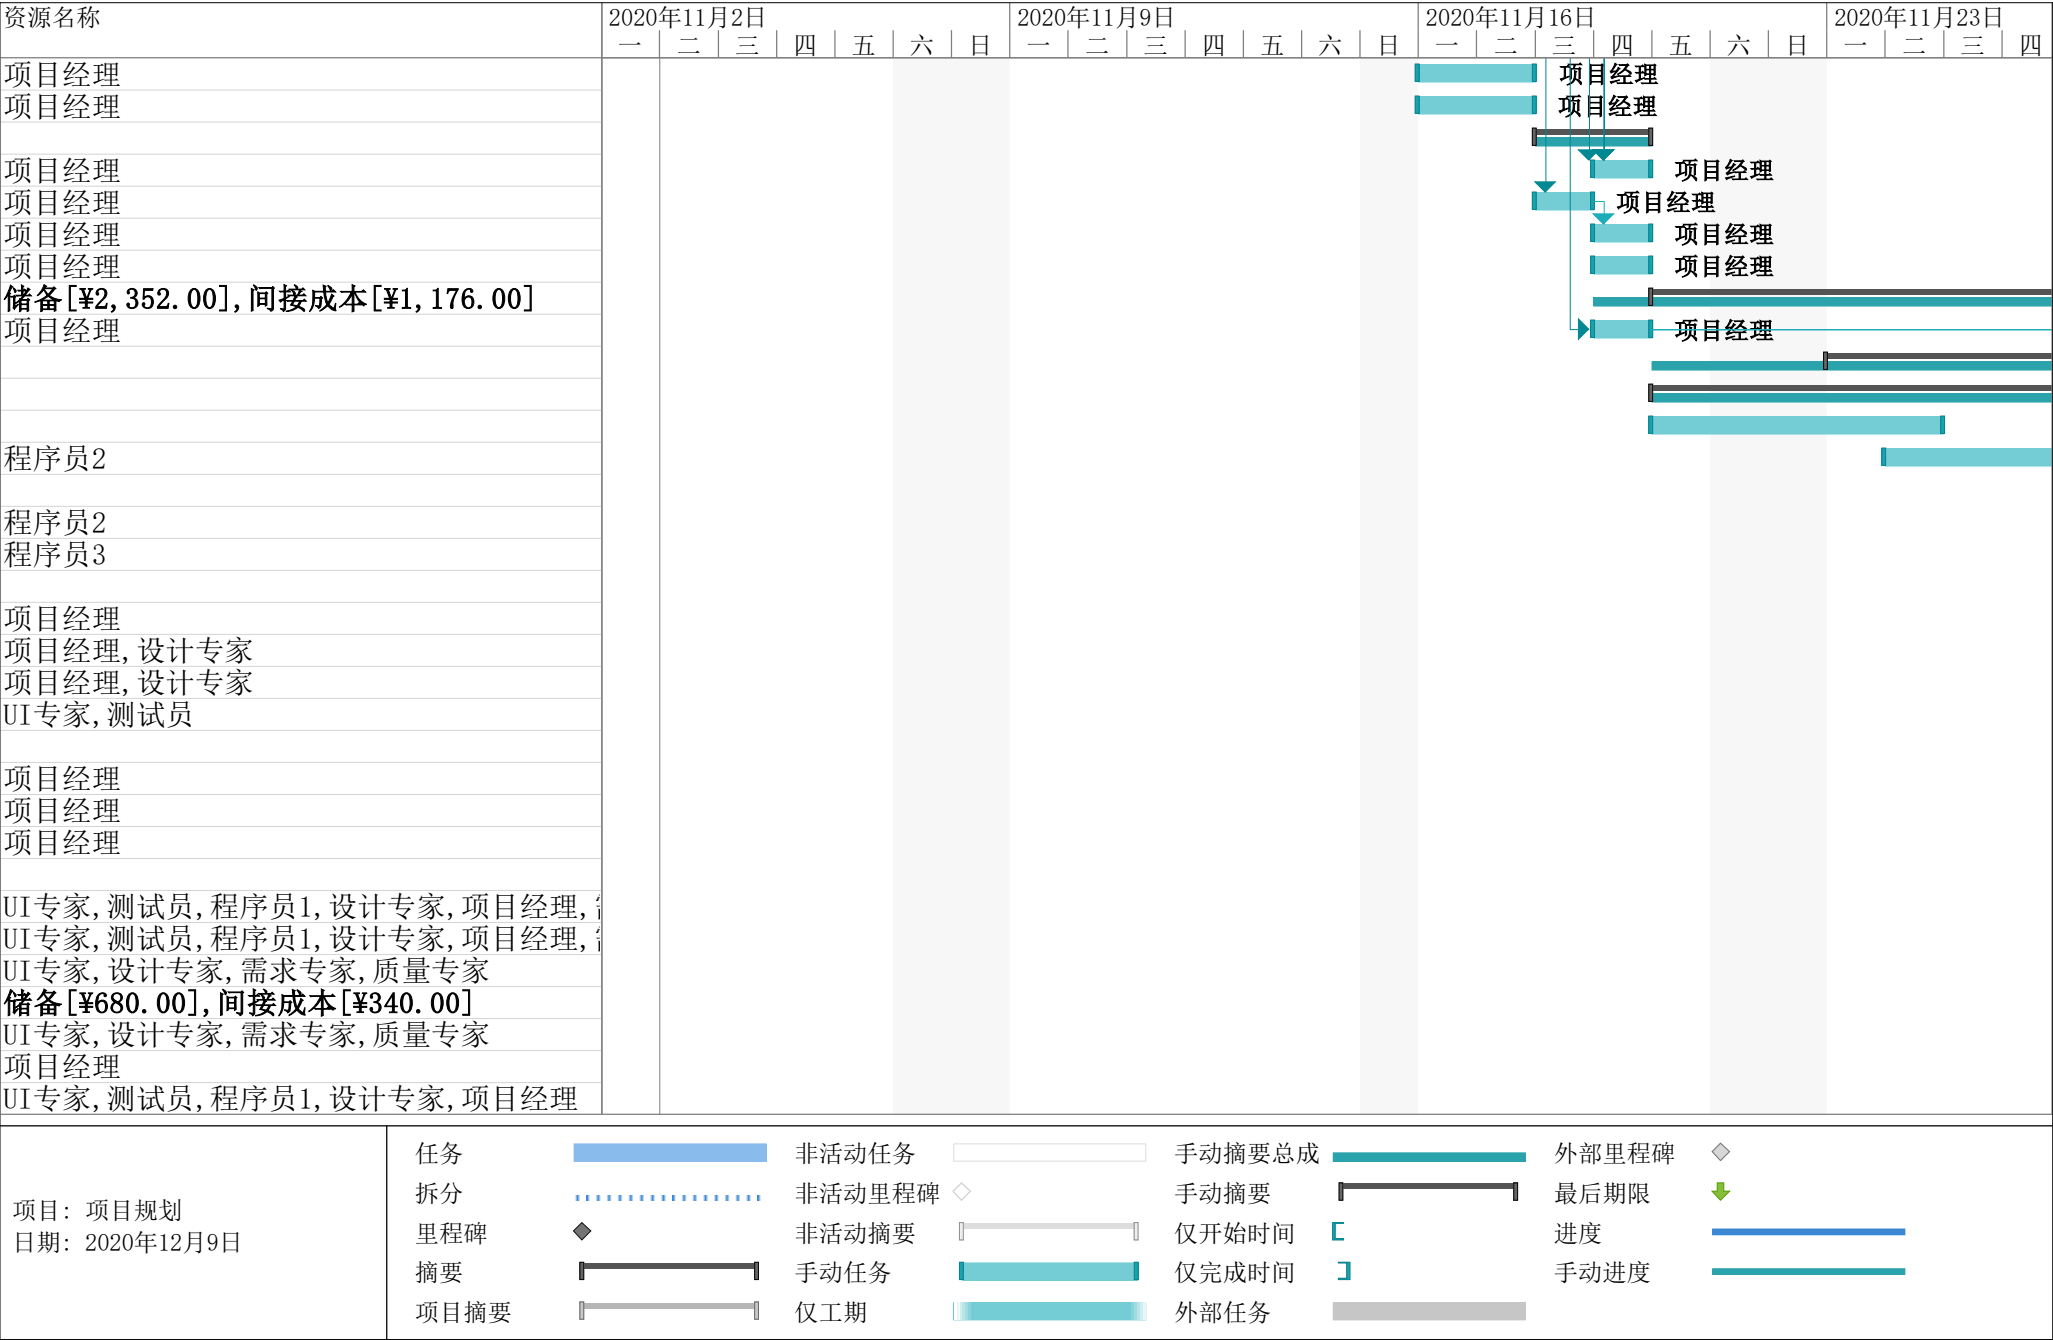 资源名称 2020年11月2日 2020年11月9日 2020年11月16日 2020年11月23日
一 二 三 四 五 六 日 一 二 三 四 五 六 日 一 二 三 四 五 六 日 一 二 三 四
项目经理 项目经理
项目经理 项目经理
项目经理 项目经理
项目经理 项目经理
项目经理 项目经理
项目经理 项目经理
储备[¥2,352.00],间接成本[¥1,176.00]
项目经理 项目经理
程序员2
程序员2
程序员3
项目经理
项目经理,设计专家
项目经理,设计专家
UI专家,测试员
项目经理
项目经理
项目经理
UI专家,测试员,程序员1,设计专家,项目经理,
UI专家,测试员,程序员1,设计专家,项目经理,
UI专家,设计专家,需求专家,质量专家
储备[¥680.00],间接成本[¥340.00]
UI专家,设计专家,需求专家,质量专家
项目经理
UI专家,测试员,程序员1,设计专家,项目经理
项目: 项目规划
日期: 2020年12月9日
任务 非活动任务 手动摘要总成 外部里程碑
拆分 非活动里程碑 手动摘要 最后期限
里程碑 非活动摘要 仅开始时间 进度
摘要 手动任务 仅完成时间 手动进度
项目摘要 仅工期 外部任务